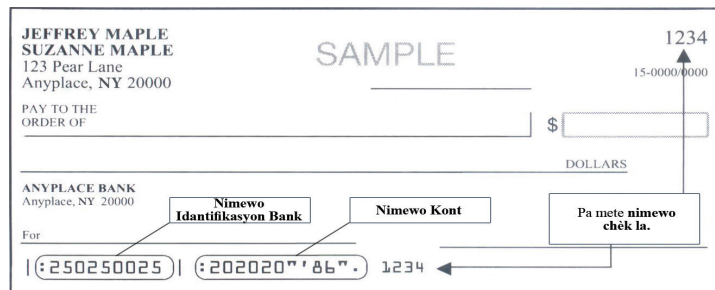 JEFFREY MAPLE
SUZANNE MAPLE
123 Pear Lane
Anyplace, NY 20000
SAMPLE
1234
15-0000/0000
PAY TO THE
ORDER OF
$
DOLLARS
ANYPLACE BANK
Anyplace, NY 20000
Nimewo
Idantifikasyon Bank
Nimewo Kont
Pa mete nimewo
chèk la.
For
|:250250025| (:202020"'86". 1234